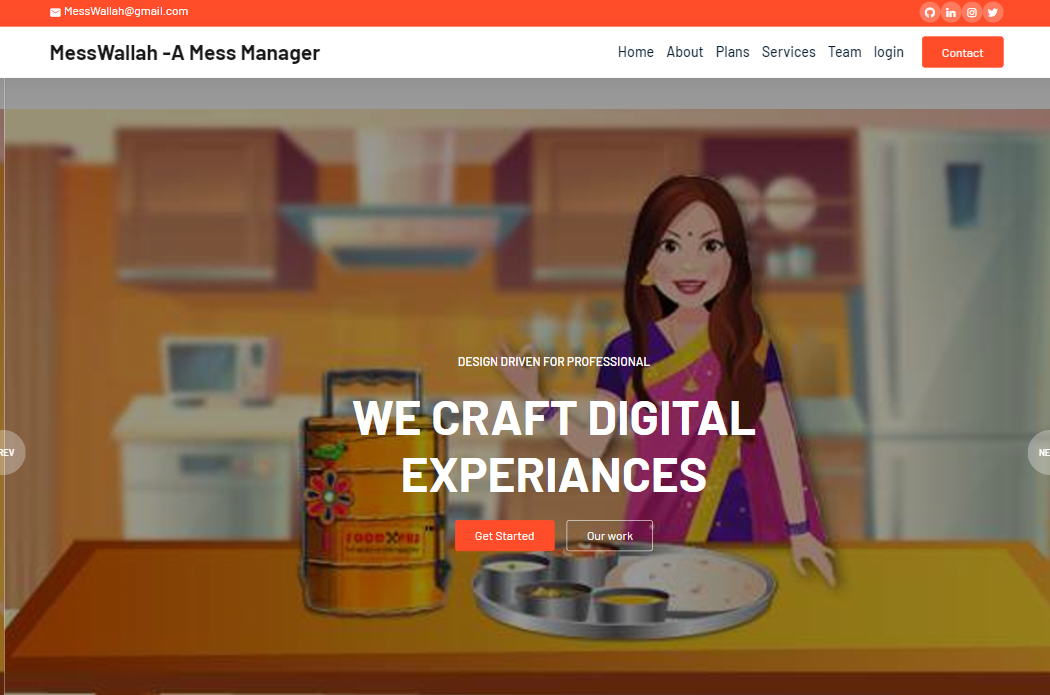 MessWallah@gmail.com
MessWallah -A Mess Manager
Home About Plans Services Team login Contact
DESIGN DRIVEN FOR PROFESSIONAL
WE CRAFT DIGITAL
EXPERIANCES
REV
NE
Get Started Our work